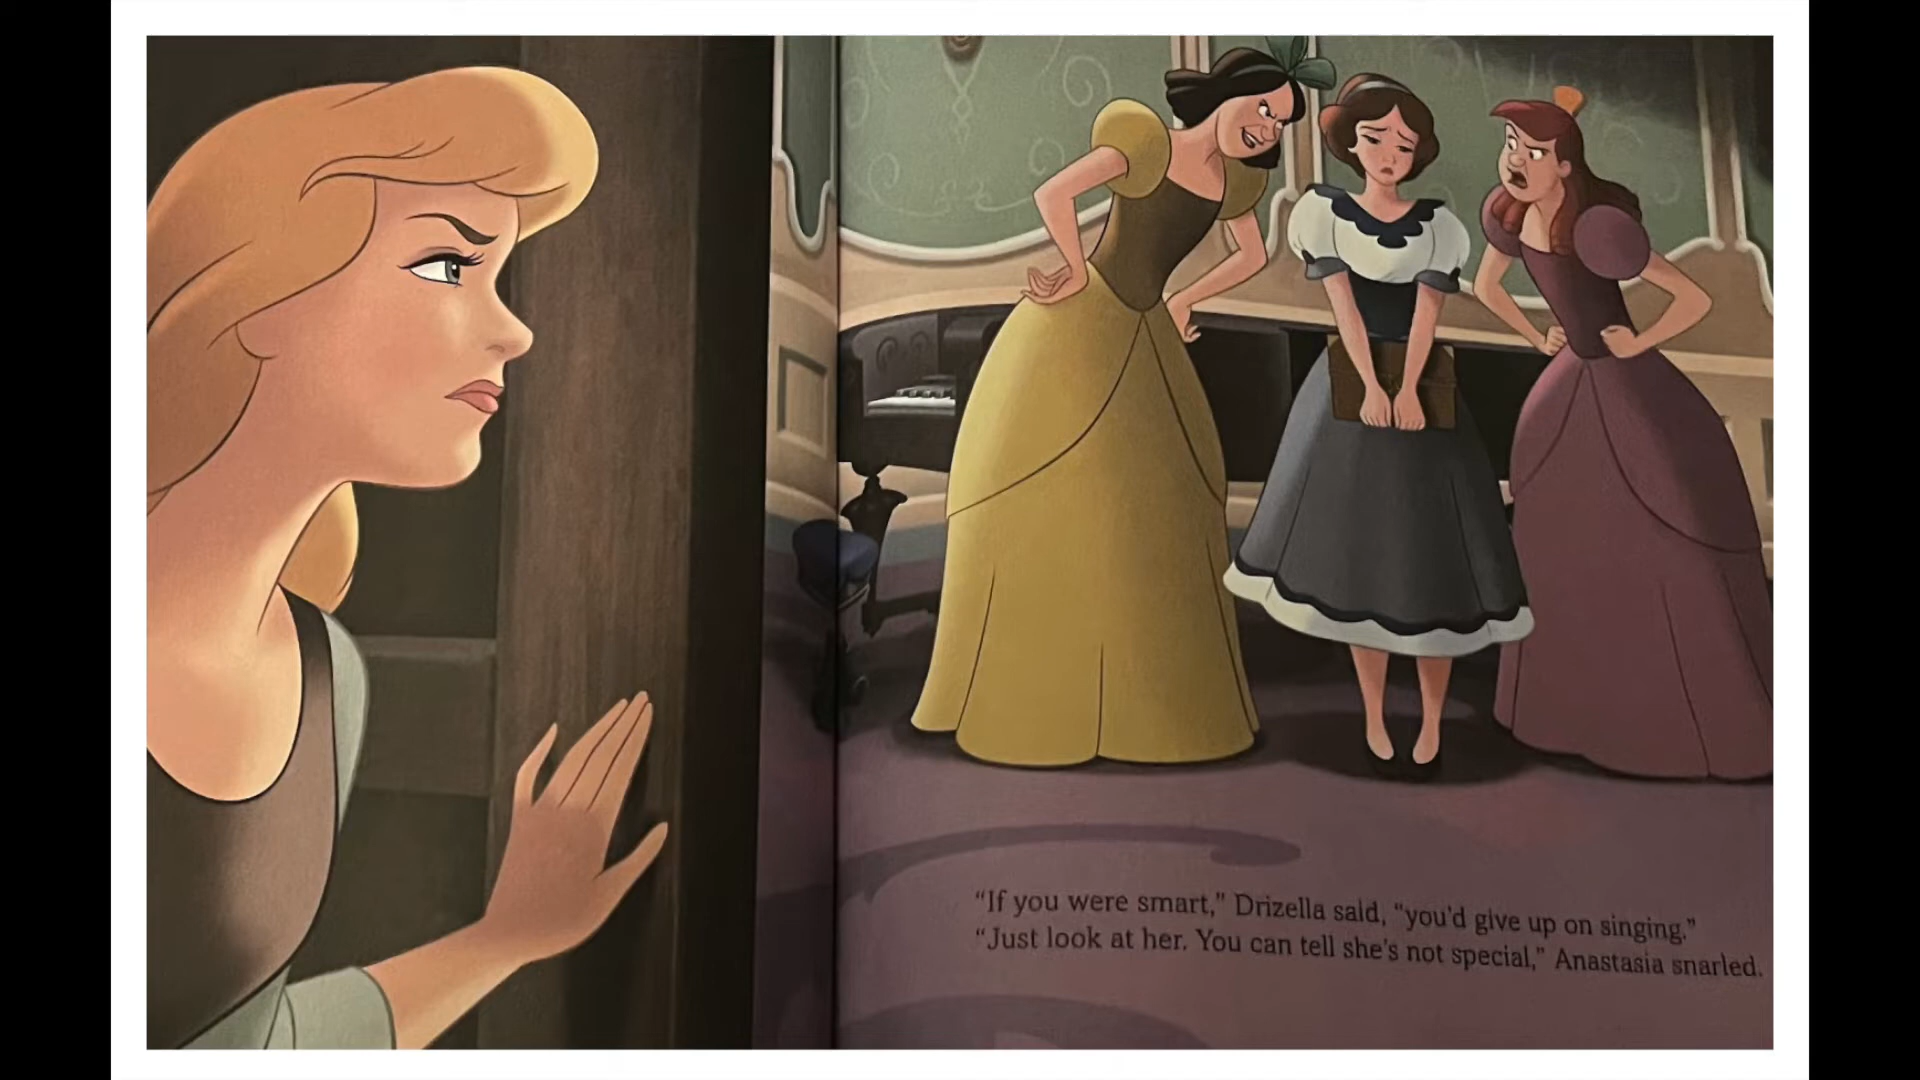 “If you were smart,” Drizella said, “you’d give up on singing.”
“Just look at her. You can tell she’s not special,” Anastasia snarled.